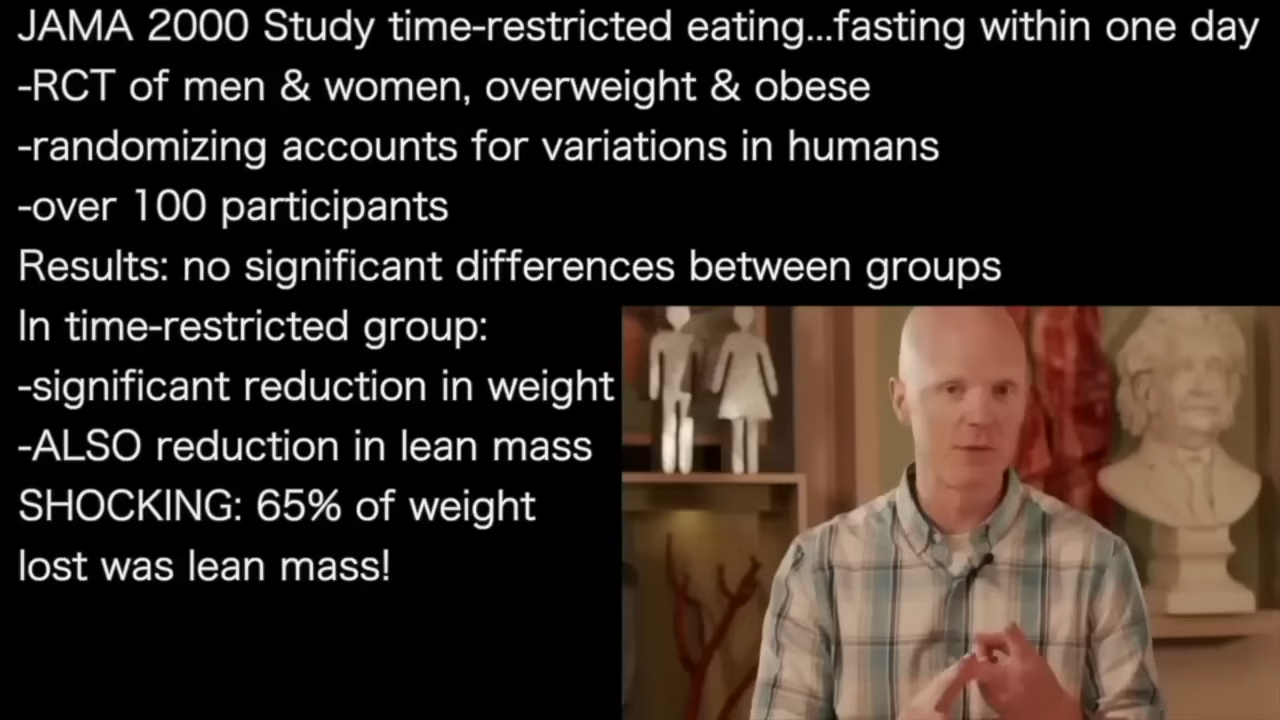 JAMA 2000 Study time-restricted eating...fasting within one day
-RCT of men & women, overweight & obese
-randomizing accounts for variations in humans
-over 100 participants
Results: no significant differences between groups
In time-restricted group:
-significant reduction in weight
-ALSO reduction in lean mass
SHOCKING: 65% of weight
lost was lean mass!